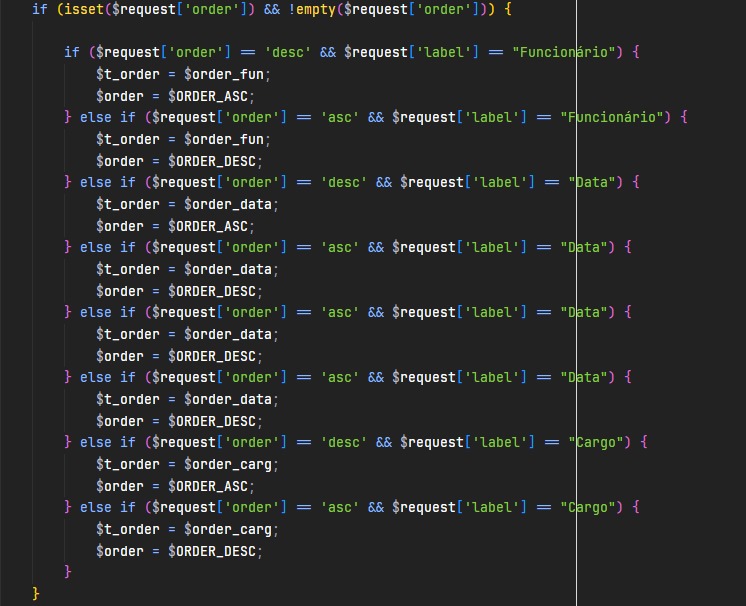 if (isset($request['order']) && !empty($request['order'])) {
if ($request['order'] == 'desc' && $request['label'] == "Funcionário") {
$t_order = $order_fun;
$order = $ORDER_ASC;
} else if ($request['order'] == 'asc' && $request['label'] == "Funcionário") {
$t_order = $order_fun;
$order = $ORDER_DESC;
} else if ($request['order'] == 'desc' && $request['label'] == "Data") {
$t_order = $order_data;
$order = $ORDER_ASC;
} else if ($request['order'] == 'asc' && $request['label'] == "Data") {
$t_order = $order_data;
$order = $ORDER_DESC;
} else if ($request['order'] == 'asc' && $request['label'] == "Data") {
$t_order = $order_data;
$order = $ORDER_DESC;
} else if ($request['order'] == 'asc' && $request['label'] == "Data") {
$t_order = $order_data;
$order = $ORDER_DESC;
} else if ($request['order'] == 'desc' && $request['label'] == "Cargo") {
$t_order = $order_carg;
$order = $ORDER_ASC;
} else if ($request['order'] == 'asc' && $request['label'] == "Cargo") {
$t_order = $order_carg;
$order = $ORDER_DESC;
}
}